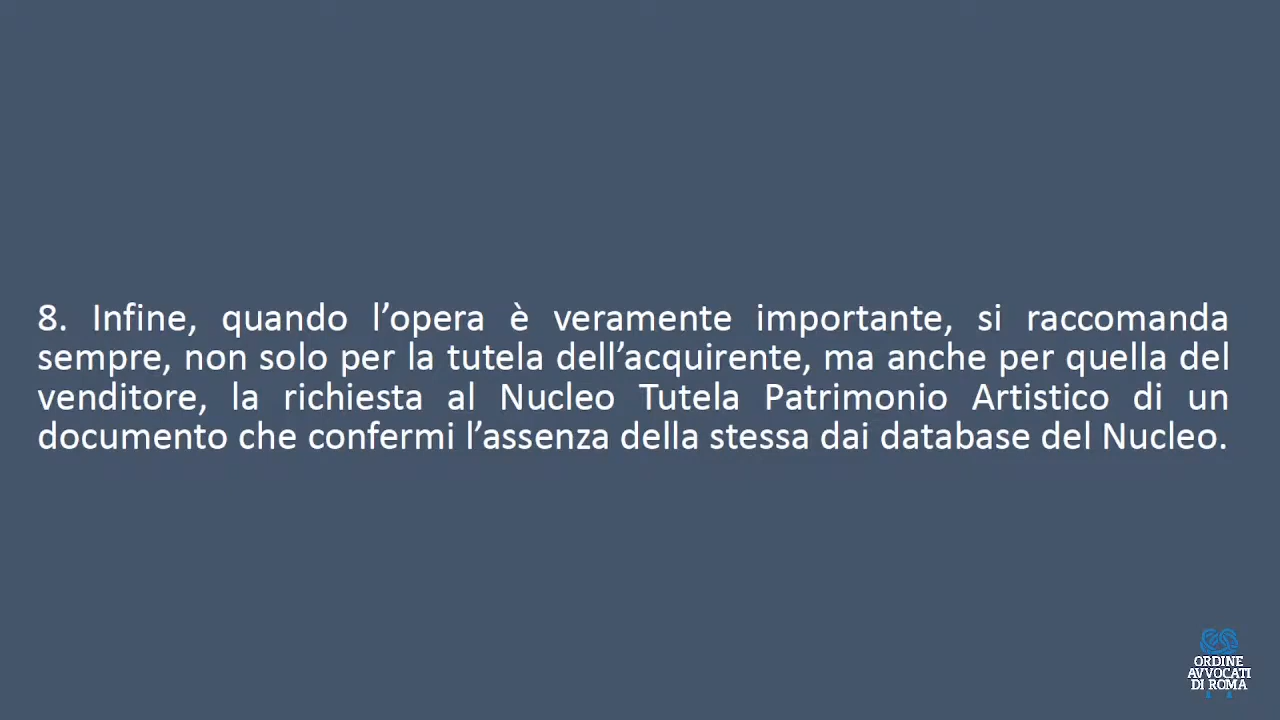 8. Infine, quando l’opera è veramente importante, si raccomanda
sempre, non solo per la tutela dell’acquirente, ma anche per quella del
venditore, la richiesta al Nucleo Tutela Patrimonio Artistico di un
documento che confermi l’assenza della stessa dai database del Nucleo.
ORDINE
AVVOCATI
DI ROMA